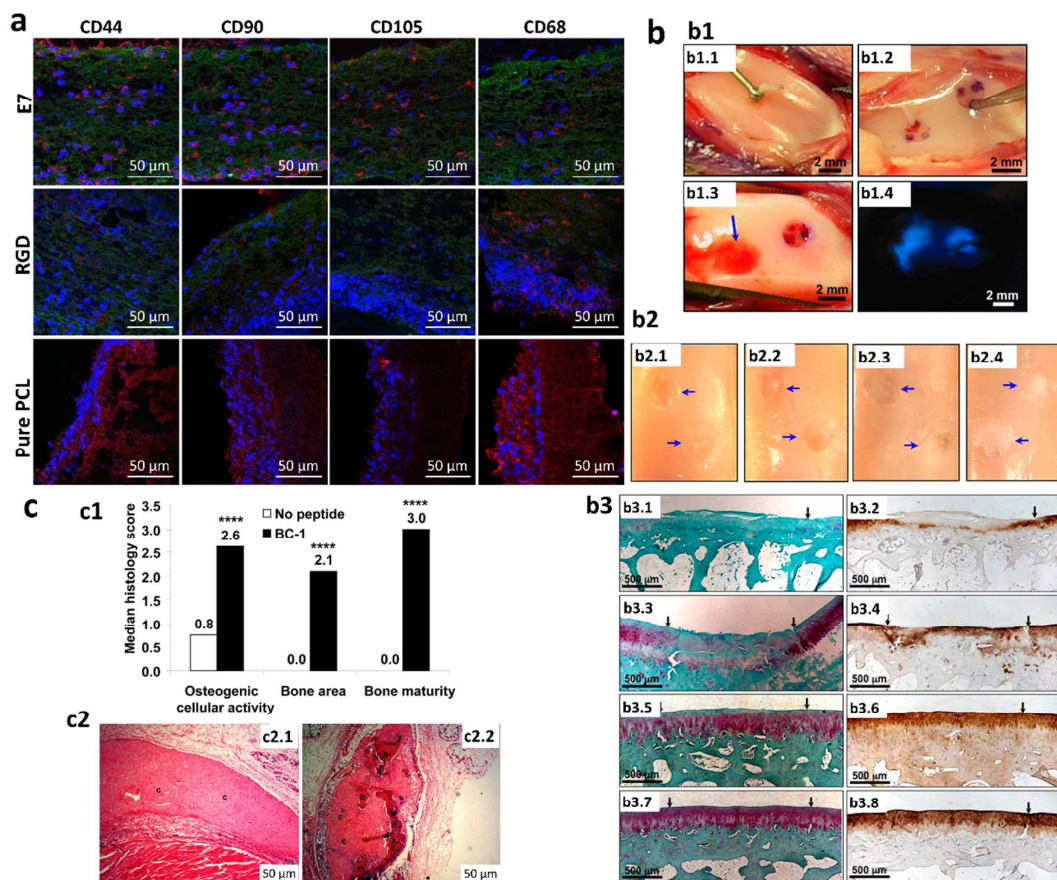 a
CD44 CD90 CD105 CD68
E7
50 µm 50 µm 50 µm 50 µm
RGD
50 µm 50 µm 50 µm 50 µm
Pure PCL
50 µm 50 µm 50 µm 50 µm
b b1
b1.1 b1.2
2 mm 2 mm
b1.3 b1.4
2 mm 2 mm
b2
b2.1 b2.2 b2.3 b2.4
c c1
Median histology score
3.5
3.0
2.5
2.0
1.5
1.0
0.5
0.0
No peptide
BC-1
0.8 **** 2.6
0.0 **** 2.1
0.0 **** 3.0
Osteogenic cellular activity
Bone area
Bone maturity
c2
c2.1 c2.2
c c
50 µm 50 µm
b3
b3.1 b3.2
500 µm 500 µm
b3.3 b3.4
500 µm 500 µm
b3.5 b3.6
500 µm 500 µm
b3.7 b3.8
500 µm 500 µm